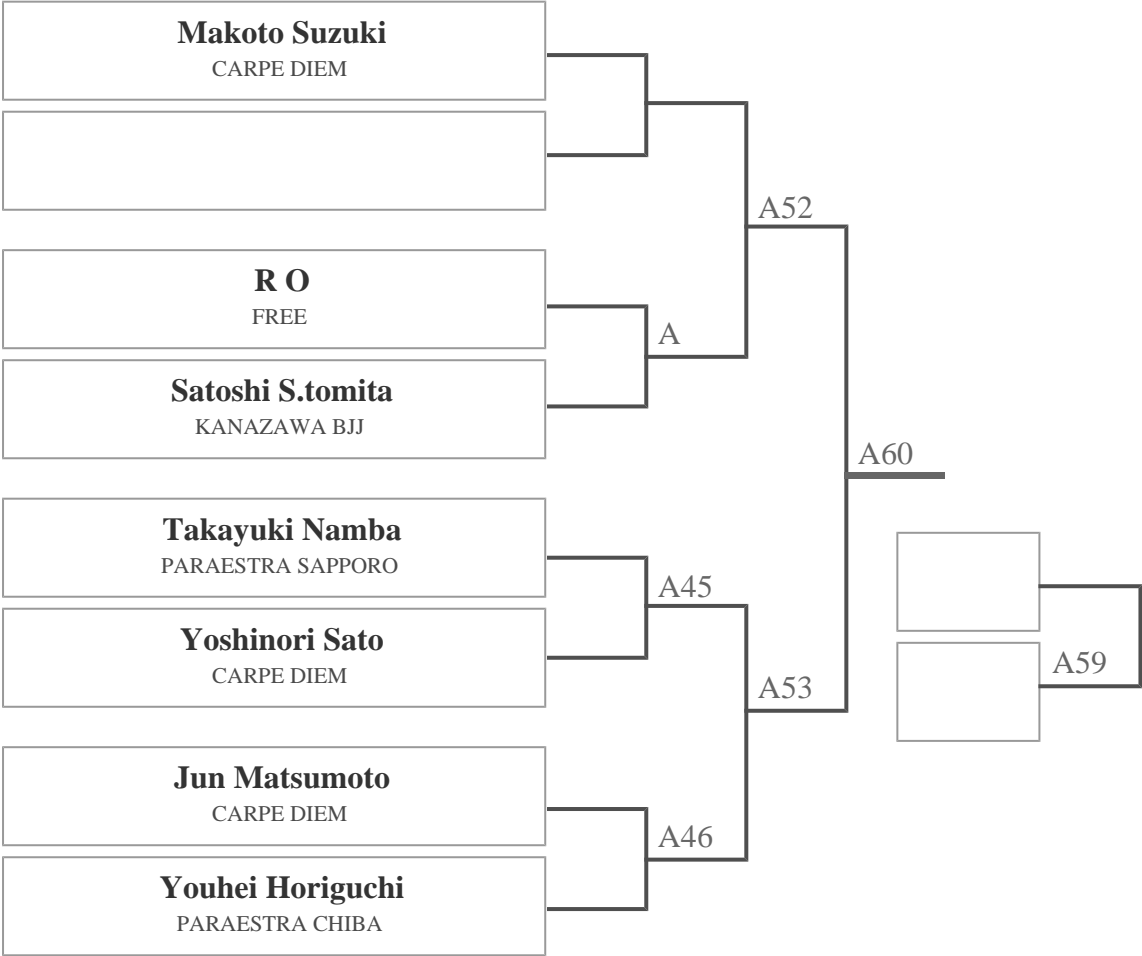 Makoto Suzuki
CARPE DIEM
A52
R O
FREE
A
Satoshi S.tomita
KANAZAWA BJJ
A60
Takayuki Namba
PARAESTRA SAPPORO
A45
Yoshinori Sato
CARPE DIEM
A59
A53
Jun Matsumoto
CARPE DIEM
A46
Youhei Horiguchi
PARAESTRA CHIBA